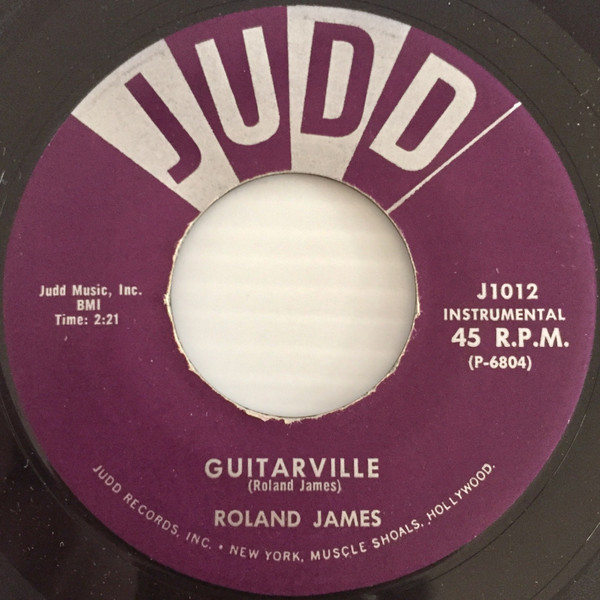 JUDD
Judd Music, Inc.
BMI
Time: 2:21
J1012
INSTRUMENTAL
45 R.P.M.
(P-6804)
GUITARVILLE
(Roland James)
ROLAND JAMES
JUDD RECORDS, INC. • NEW YORK, MUSCLE SHOALS, HOLLYWOOD.